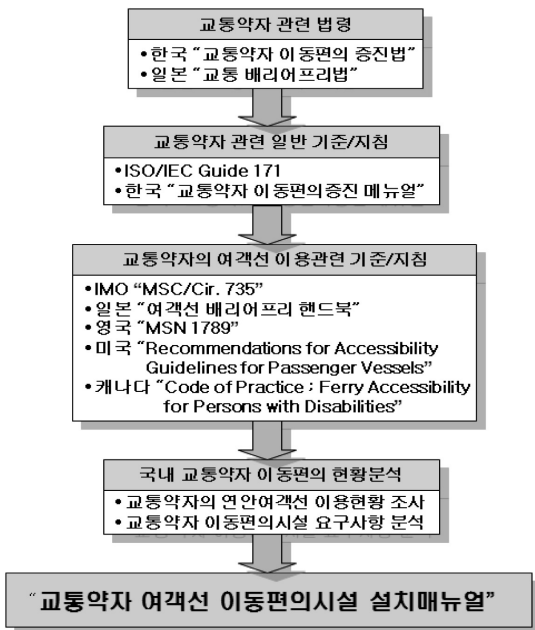 교통약자 관련 법령
•한국 “교통약자 이동편의 증진법”
•일본 “교통 배리어프리법”
교통약자 관련 일반 기준/지침
•ISO/IEC Guide 171
•한국 “교통약자 이동편의증진 메뉴얼”
교통약자의 여객선 이용관련 기준/지침
•IMO “MSC/Cir. 735”
•일본 “여객선 배리어프리 핸드북”
•영국 “MSN 1789”
•미국 “Recommendations for Accessibility
Guidelines for Passenger Vessels”
•캐나다 “Code of Practice : Ferry Accessibility
for Persons with Disabilities”
국내 교통약자 이동편의 현황분석
•교통약자의 연안여객선 이용현황 조사
•교통약자 이동편의시설 요구사항 분석
“교통약자 여객선 이동편의시설 설치매뉴얼”